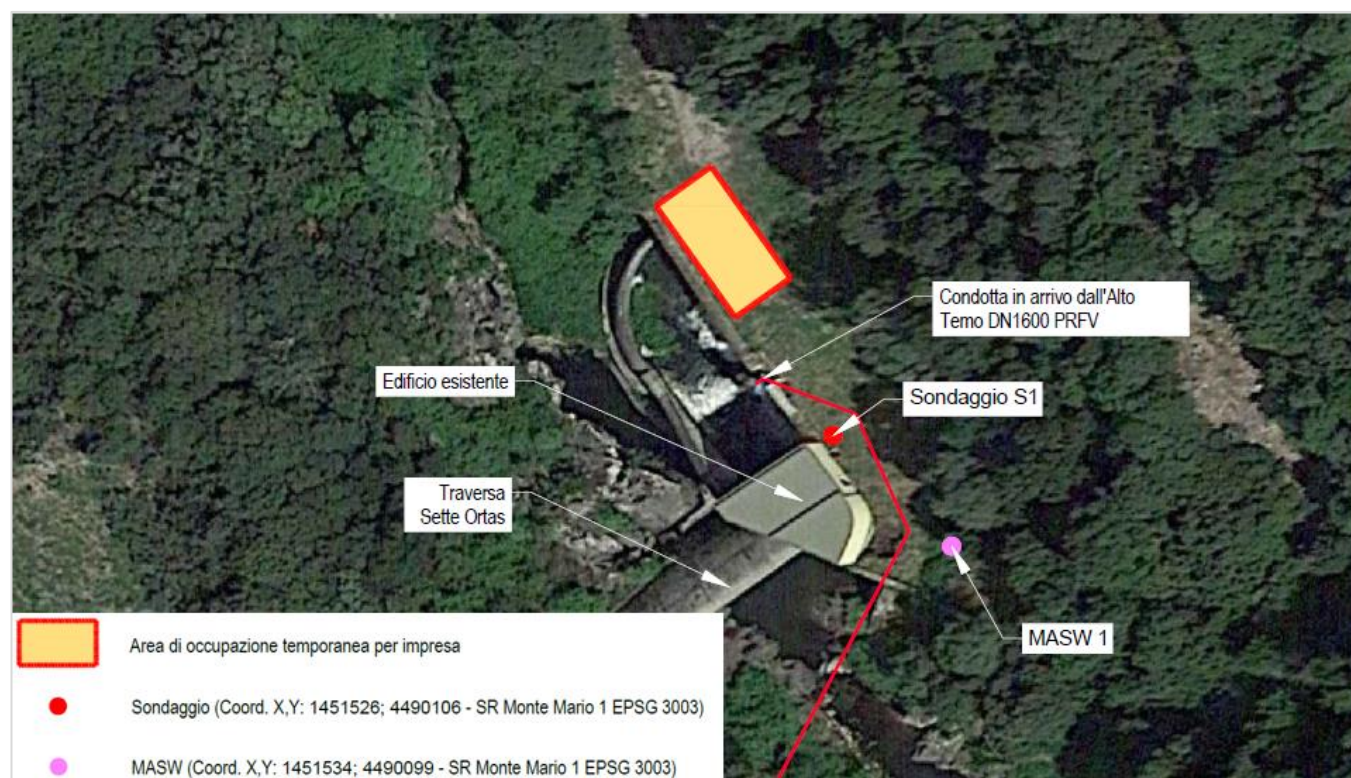 Condotta in arrivo dall'Alto
Temo DN1600 PRFV
Edificio esistente
Sondaggio S1
Traversa
Sette Ortas
MASW 1
Area di occupazione temporanea per impresa
Sondaggio (Coord. X,Y: 1451526; 4490106 - SR Monte Mario 1 EPSG 3003)
MASW (Coord. X,Y: 1451534; 4490099 - SR Monte Mario 1 EPSG 3003)